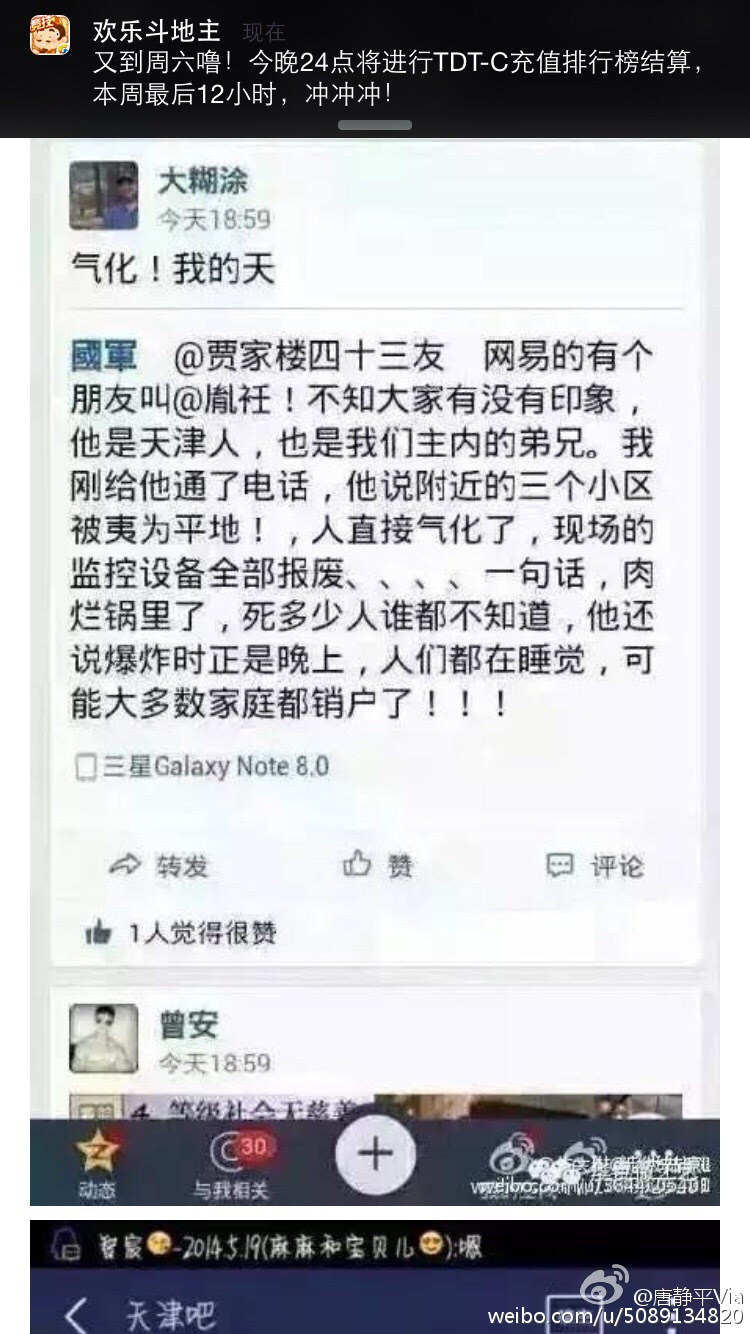 欢乐斗地主 现在
又到周六噜！今晚24点将进行TDT-C充值排行榜结算，
本周最后12小时，冲冲冲！
大糊涂
今天18:59
气化！我的天
國軍 @贾家楼四十三友 网易的有个
朋友叫@胤衽！不知大家有没有印象，
他是天津人，也是我们主内的弟兄。我
刚给他通了电话，他说附近的三个小区
被夷为平地！，人直接气化了，现场的
监控设备全部报废、、、、一句话，肉
烂锅里了，死多少人谁都不知道，他还
说爆炸时正是晚上，人们都在睡觉，可
能大多数家庭都销户了！！！
三星Galaxy Note 8.0
转发 赞 评论
1人觉得很赞
曾安
今天18:59
4. 等级社会无慈善
30
动态 与我相关
-2014.5.19(麻麻和宝贝儿):嗯
天津吧
@唐静平Via
weibo.com/u/5089134820